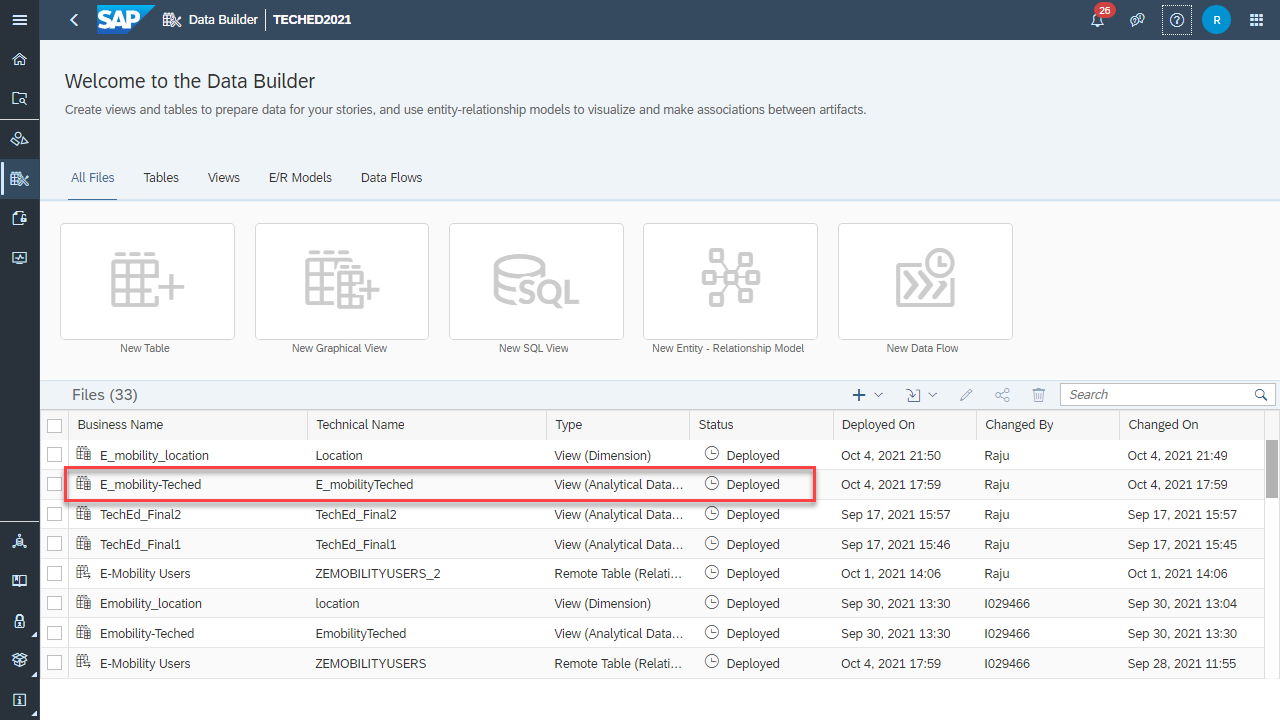 SAP Data Builder TECHED2021 26 R
Welcome to the Data Builder
Create views and tables to prepare data for your stories, and use entity-relationship models to visualize and make associations between artifacts.
All Files Tables Views E/R Models Data Flows
SQL
New Table New Graphical View New SQL View New Entity - Relationship Model New Data Flow
Files (33) Search
Business Name Technical Name Type Status Deployed On Changed By Changed On
E_mobility_location Location View (Dimension) Deployed Oct 4, 2021 21:50 Raju Oct 4, 2021 21:49
E_mobility-Teched E_mobilityTeched View (Analytical Data... Deployed Oct 4, 2021 17:59 Raju Oct 4, 2021 17:59
TechEd_Final2 TechEd_Final2 View (Analytical Data... Deployed Sep 17, 2021 15:57 Raju Sep 17, 2021 15:57
TechEd_Final1 TechEd_Final1 View (Analytical Data... Deployed Sep 17, 2021 15:46 Raju Sep 17, 2021 15:45
E-Mobility Users ZEMOBILITYUSERS_2 Remote Table (Relati... Deployed Oct 1, 2021 14:06 Raju Oct 1, 2021 14:06
Emobility_location location View (Dimension) Deployed Sep 30, 2021 13:30 I029466 Sep 30, 2021 13:04
Emobility-Teched EmobilityTeched View (Analytical Data... Deployed Sep 30, 2021 13:30 I029466 Sep 30, 2021 13:30
E-Mobility Users ZEMOBILITYUSERS Remote Table (Relati... Deployed Oct 4, 2021 17:59 I029466 Sep 28, 2021 11:55